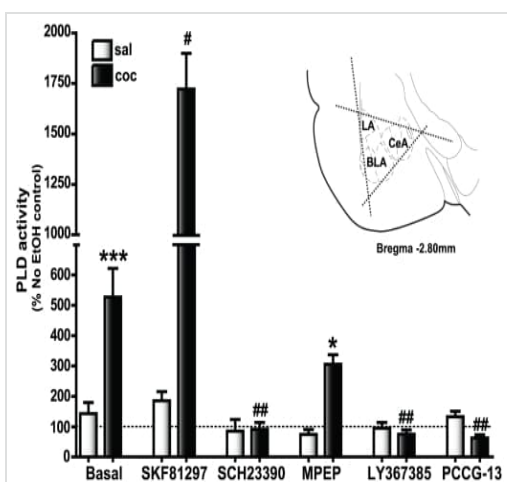 PLD activity
(% No EtOH control)
2000
1750
1500
1250
1000
600
500
400
300
200
100
0
sal
coc
***
#
##
*
##
##
LA
CeA
BLA
Bregma -2.80mm
Basal SKF81297 SCH23390 MPEP LY367385 PCCG-13